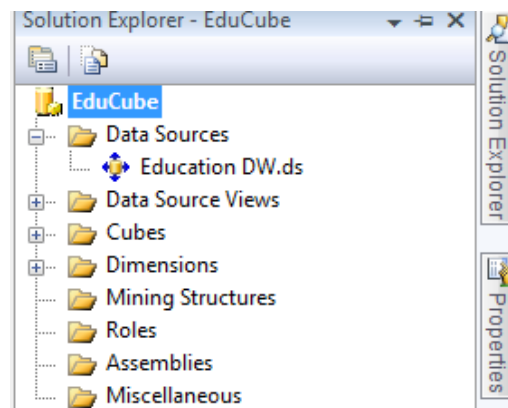 Solution Explorer - EduCube
EduCube
Data Sources
Education DW.ds
Data Source Views
Cubes
Dimensions
Mining Structures
Roles
Assemblies
Miscellaneous
Solution Explorer
Properties